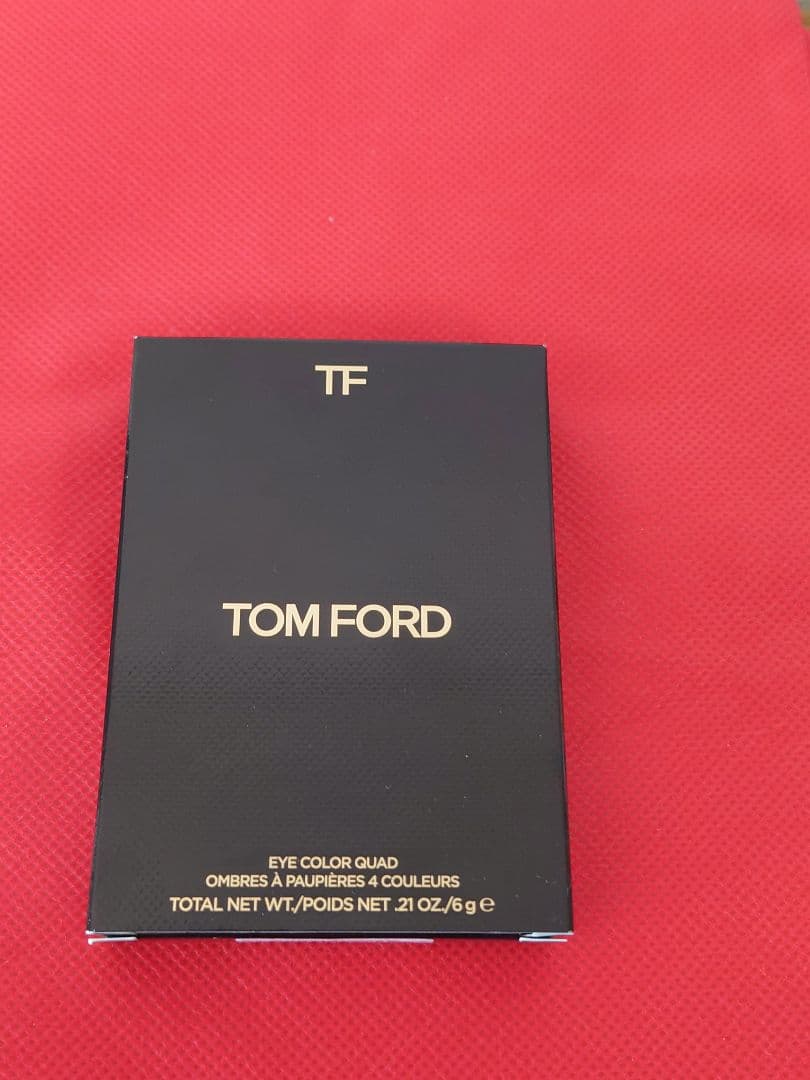 TF
TOM FORD
EYE COLOR QUAD
OMBRES À PAUPIÈRES 4 COULEURS
TOTAL NET WT./POIDS NET .21 OZ./6 g e